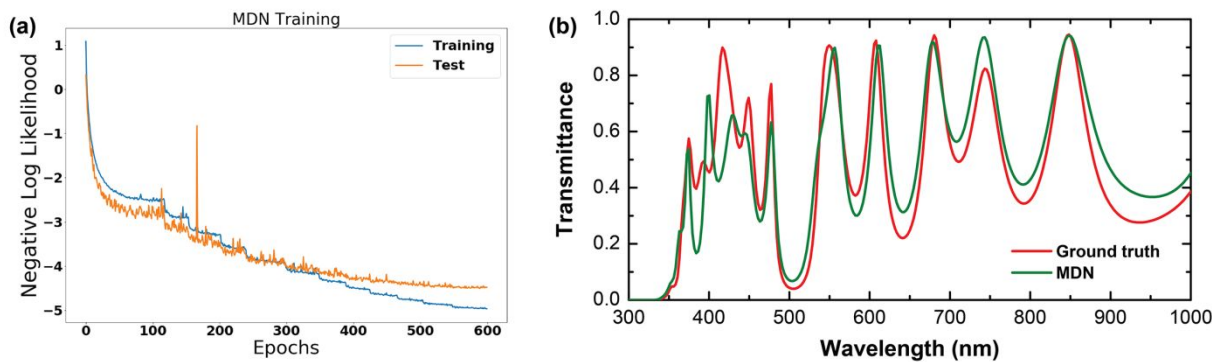 (a)
MDN Training
Negative Log Likelihood
1
0
−1
−2
−3
−4
−5
Training
Test
0 100 200 300 400 500 600
Epochs
(b)
Transmittance
1.0
0.8
0.6
0.4
0.2
0.0
Ground truth
MDN
300 400 500 600 700 800 900 1000
Wavelength (nm)